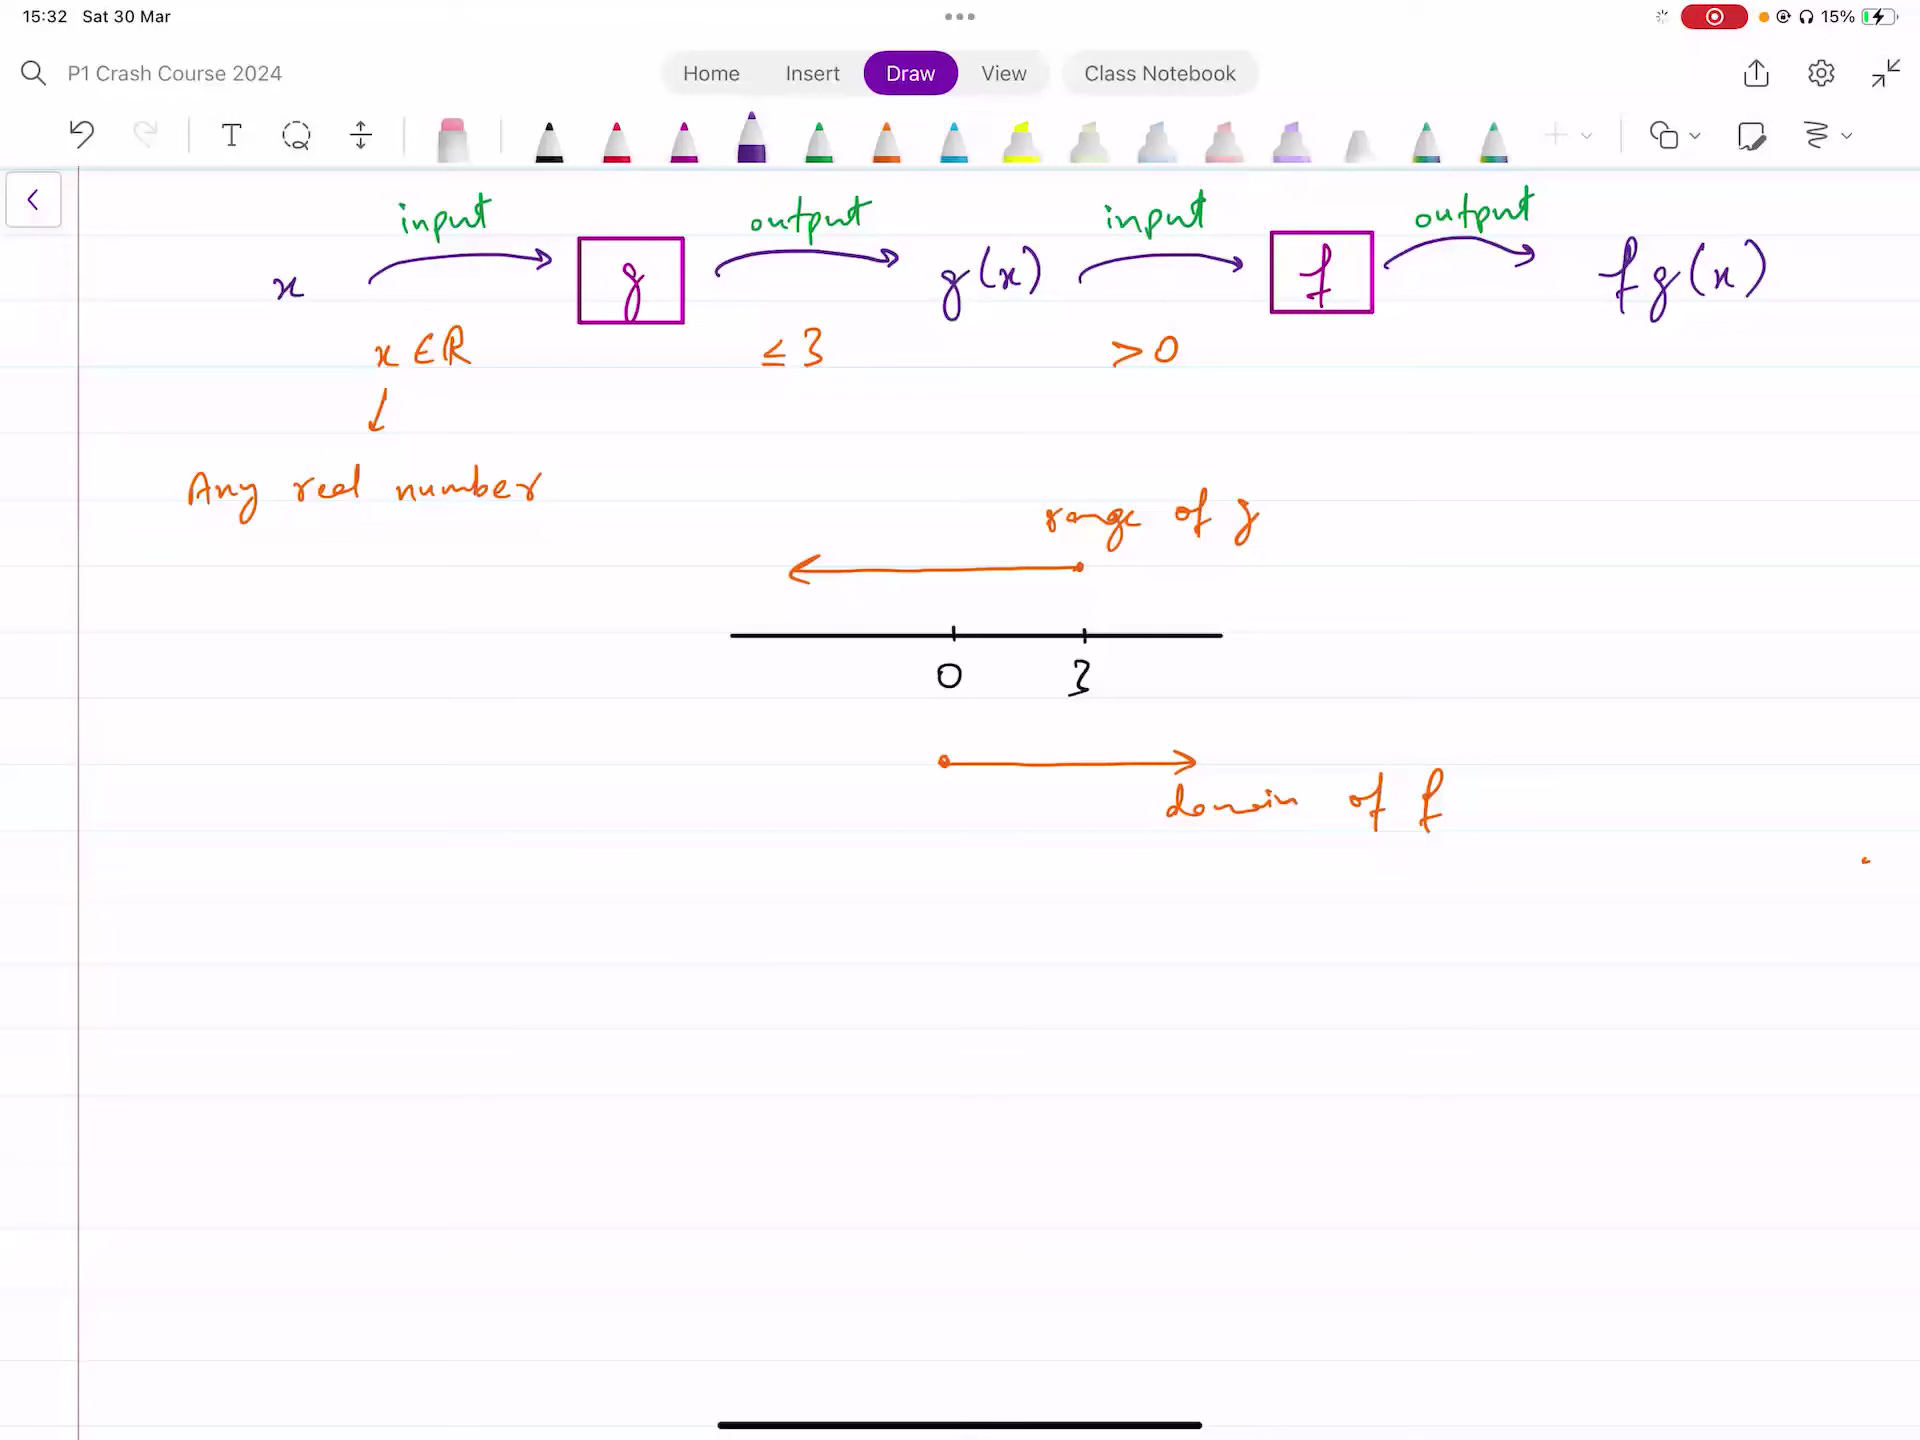 15:32 Sat 30 Mar 15%
P1 Crash Course 2024 Home Insert Draw View Class Notebook
T
input output input output
x g g(x) f fg(x)
x ∈ ℝ ≤ 3 > 0
Any real number
range of g
0 3
domain of f